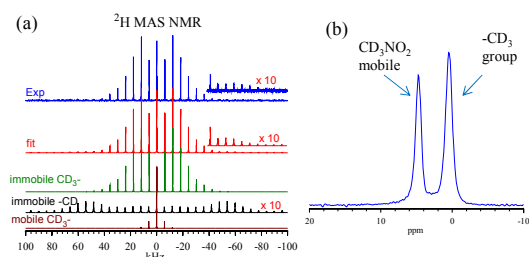 (a)
²H MAS NMR
x 10
Exp
x 10
fit
immobile CD₃-
immobile -CD
x 10
mobile CD₃-
100 80 60 40 20 0 -20 -40 -60 -80 -100
kHz
(b)
CD₃NO₂
mobile
-CD₃
group
20 10 0
ppm